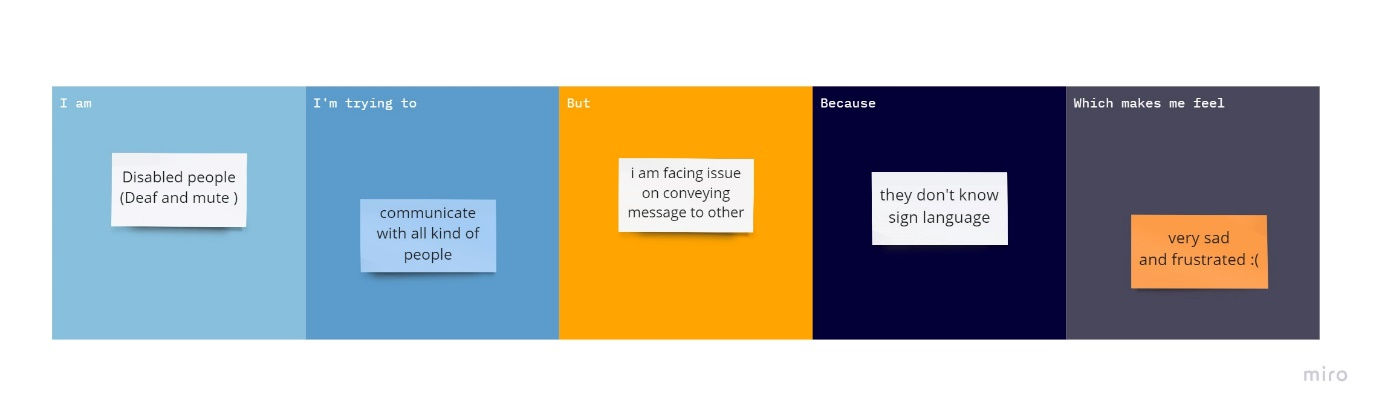 I am
Disabled people
(Deaf and mute )
I'm trying to
communicate
with all kind of
people
But
i am facing issue
on conveying
message to other
Because
they don't know
sign language
Which makes me feel
very sad
and frustrated :(
miro